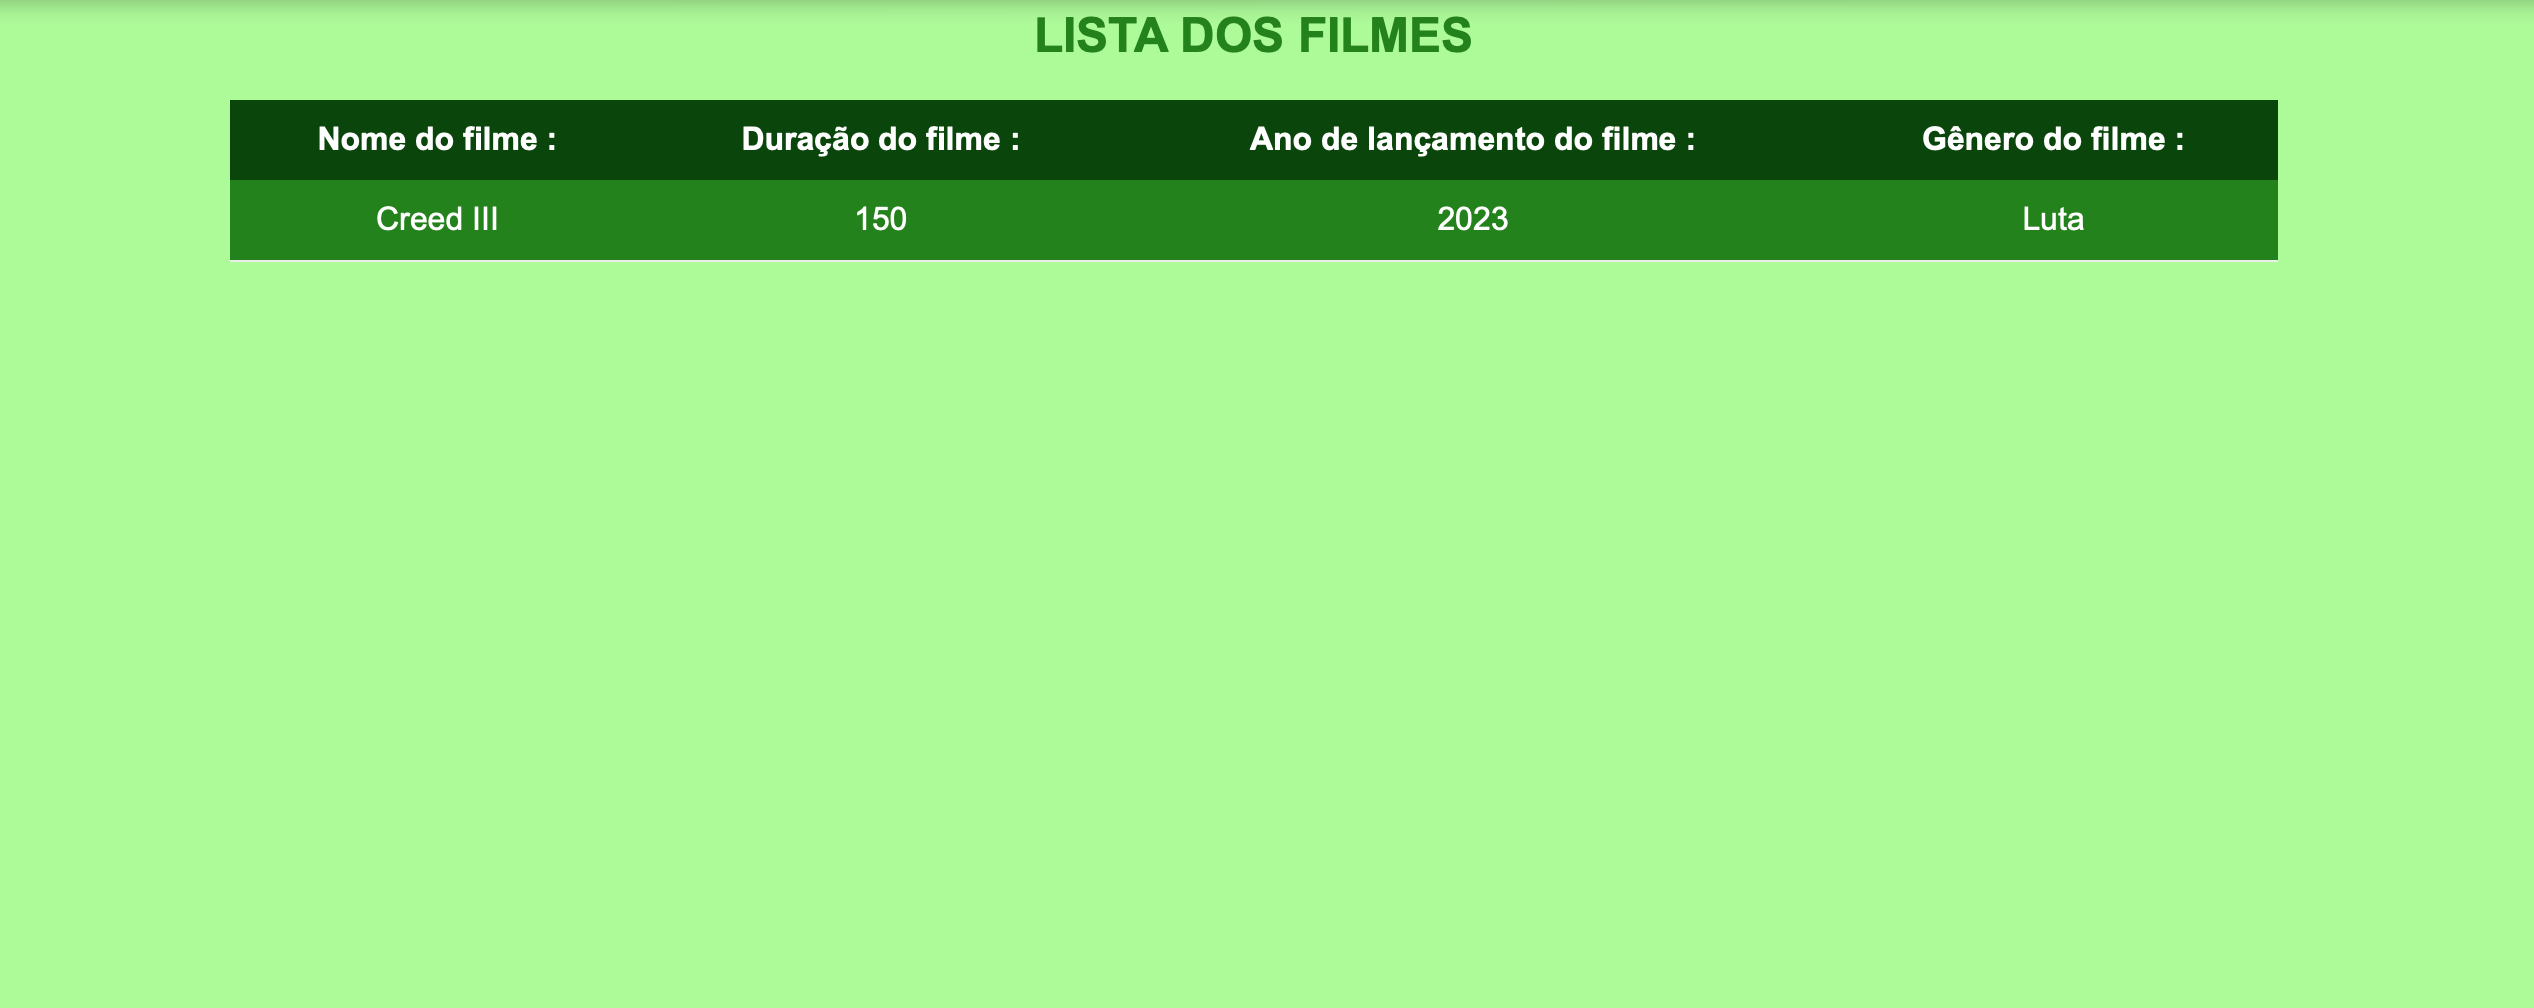 LISTA DOS FILMES
Nome do filme : Duração do filme : Ano de lançamento do filme : Gênero do filme :
Creed III 150 2023 Luta